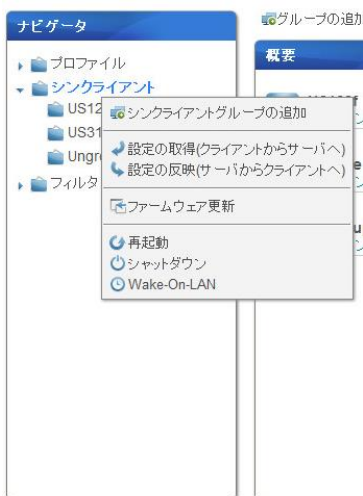 ナビゲータ
グループの追加
概要
プロファイル
シンクライアント
US12
US31
フィルタ
シンクライアントグループの追加
設定の取得(クライアントからサーバへ)
設定の反映(サーバからクライアントへ)
ファームウェア更新
再起動
シャットダウン
Wake-On-LAN